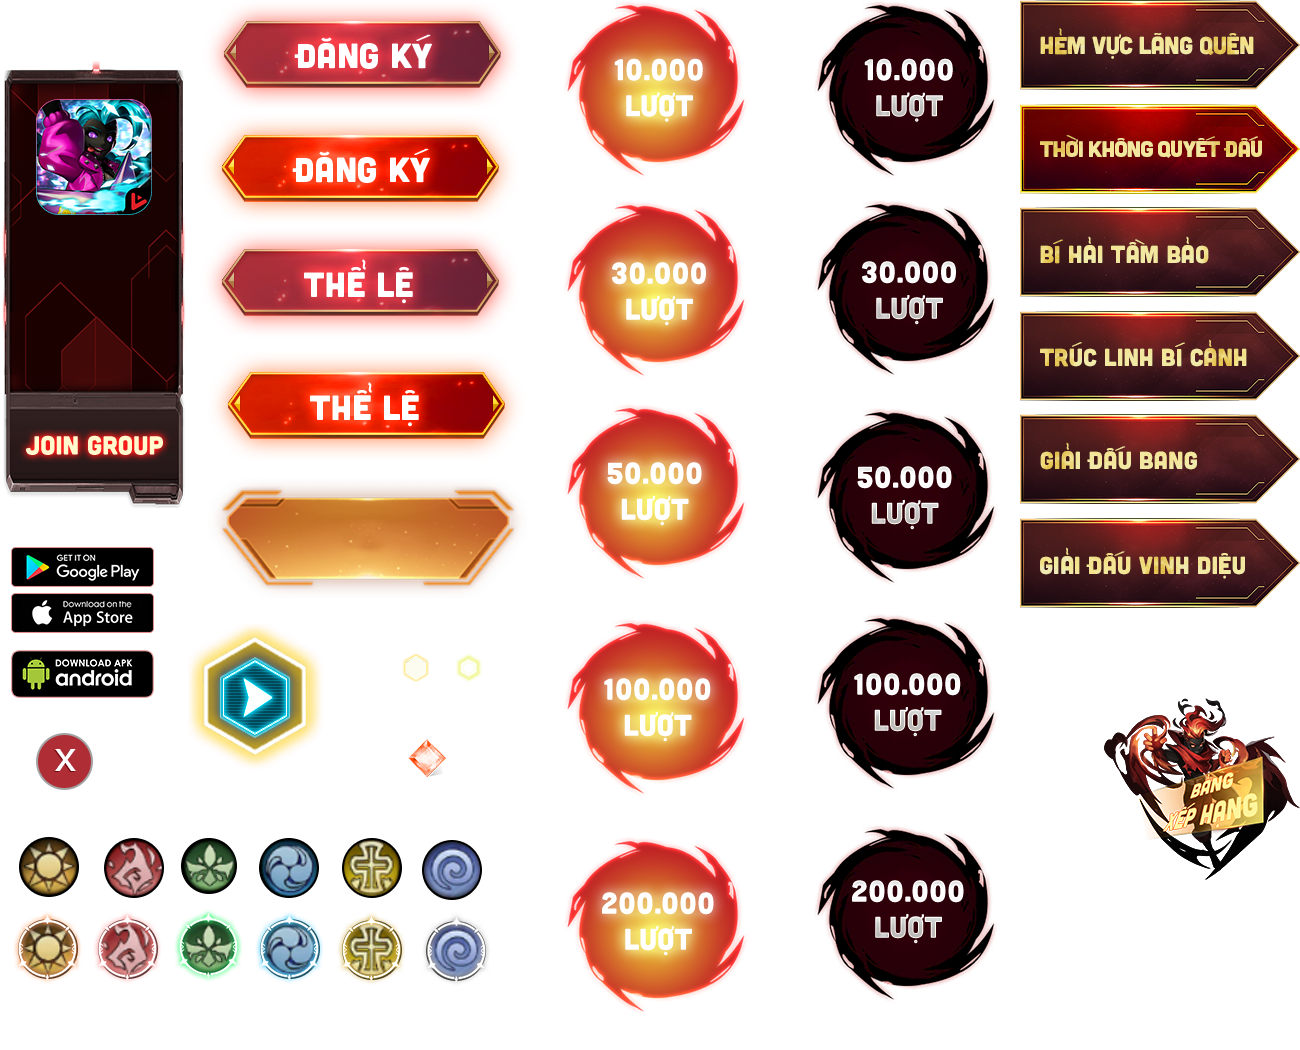 JOIN GROUP
GET IT ON
Google Play
Download on the
App Store
DOWNLOAD APK
android
X
ĐĂNG KÝ
ĐĂNG KÝ
THỂ LỆ
THỂ LỆ
10.000
LƯỢT
30.000
LƯỢT
50.000
LƯỢT
100.000
LƯỢT
200.000
LƯỢT
10.000
LƯỢT
30.000
LƯỢT
50.000
LƯỢT
100.000
LƯỢT
200.000
LƯỢT
HẺM VỰC LÃNG QUÊN
THỜI KHÔNG QUYẾT ĐẤU
BÍ HẢI TẦM BẢO
TRÚC LINH BÍ CẢNH
GIẢI ĐẤU BANG
GIẢI ĐẤU VINH DIỆU
BẢNG
XẾP HẠNG